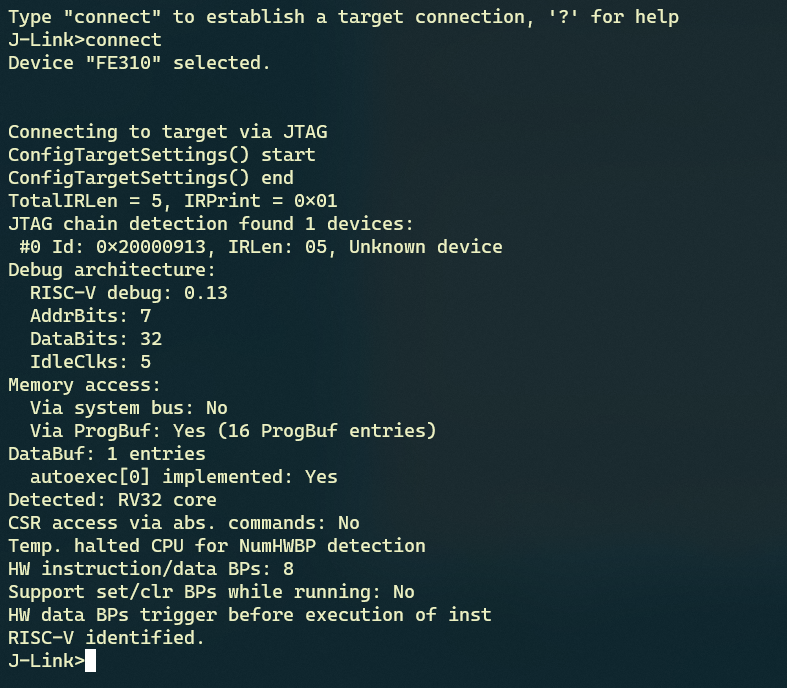 Type "connect" to establish a target connection, '?' for help
J-Link>connect
Device "FE310" selected.
Connecting to target via JTAG
ConfigTargetSettings() start
ConfigTargetSettings() end
TotalIRLen = 5, IRPrint = 0x01
JTAG chain detection found 1 devices:
 #0 Id: 0x20000913, IRLen: 05, Unknown device
Debug architecture:
  RISC-V debug: 0.13
  AddrBits: 7
  DataBits: 32
  IdleClks: 5
Memory access:
  Via system bus: No
  Via ProgBuf: Yes (16 ProgBuf entries)
DataBuf: 1 entries
  autoexec[0] implemented: Yes
Detected: RV32 core
CSR access via abs. commands: No
Temp. halted CPU for NumHWBP detection
HW instruction/data BPs: 8
Support set/clr BPs while running: No
HW data BPs trigger before execution of inst
RISC-V identified.
J-Link>